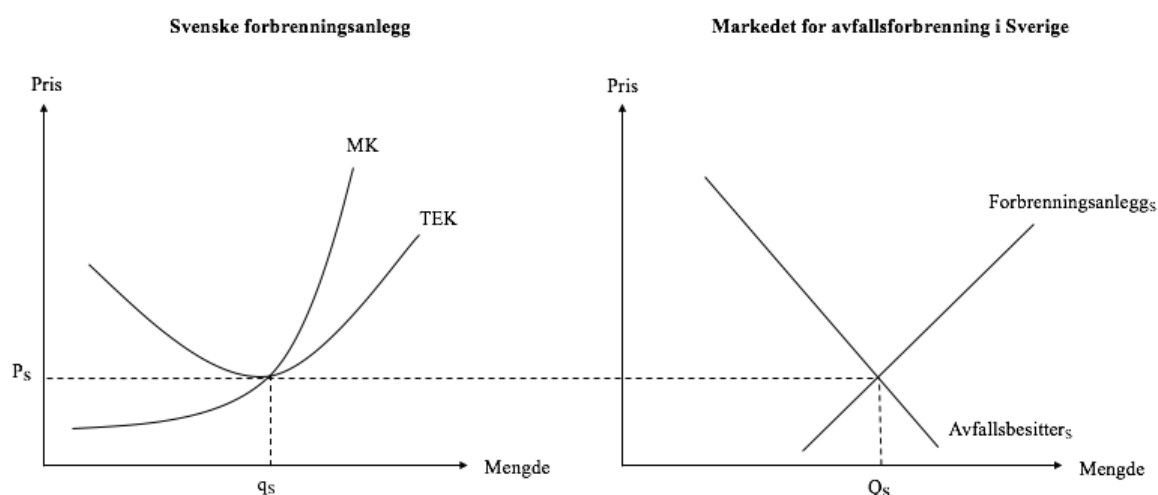 Svenske forbrenningsanlegg
Pris
MK
TEK
Ps
qs
Mengde
Markedet for avfallsforbrenning i Sverige
Pris
Forbrenningsanleggs
Avfallsbesitters
Qs
Mengde